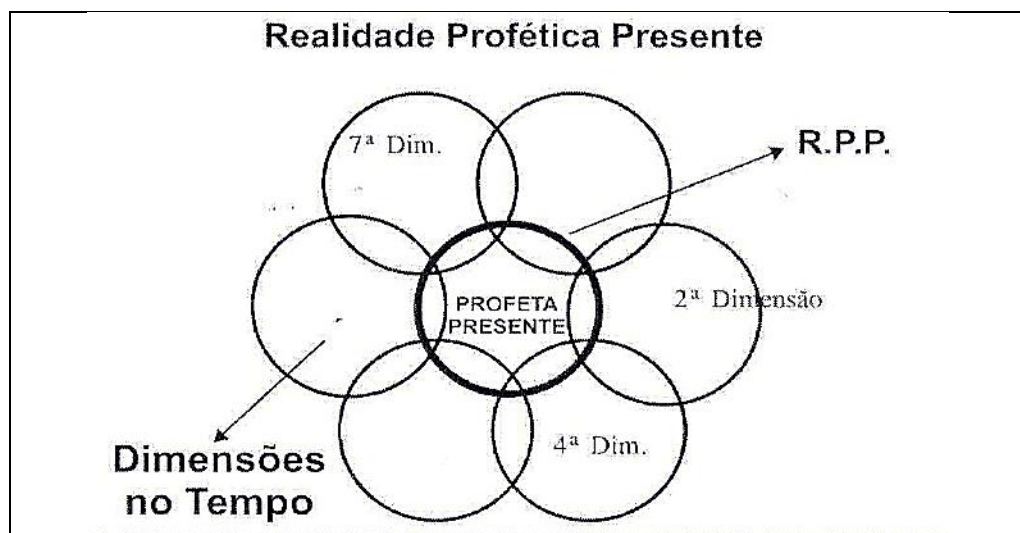 Realidade Profética Presente
7ª Dim.
R.P.P.
PROFETA
PRESENTE
2ª Dimensão
4ª Dim.
Dimensões
no Tempo